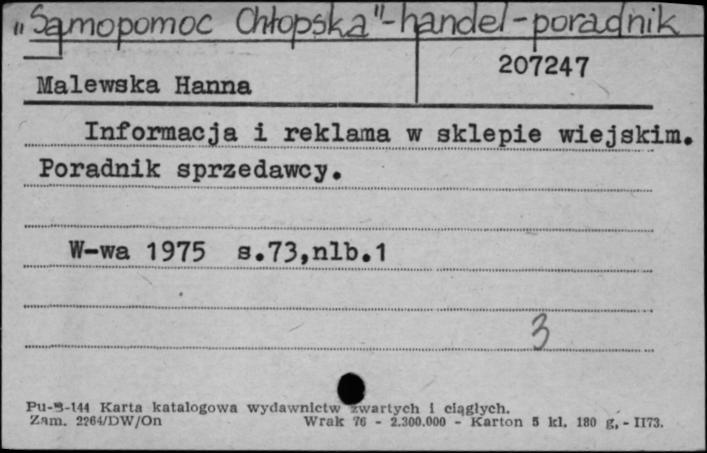 „Samopomoc Chłopska"-handel-poradnik
207247
Malewska Hanna
Informacja i reklama w sklepie wiejskim.
Poradnik sprzedawcy.
W-wa 1975 s.73,nlb.1
3
Pu-B-144 Karta katalogowa wydawnictw zwartych i ciągłych.
Zam. 2264/DW/On Wrak 76 - 2.300.000 - Karton 5 kl. 180 g. - II73.